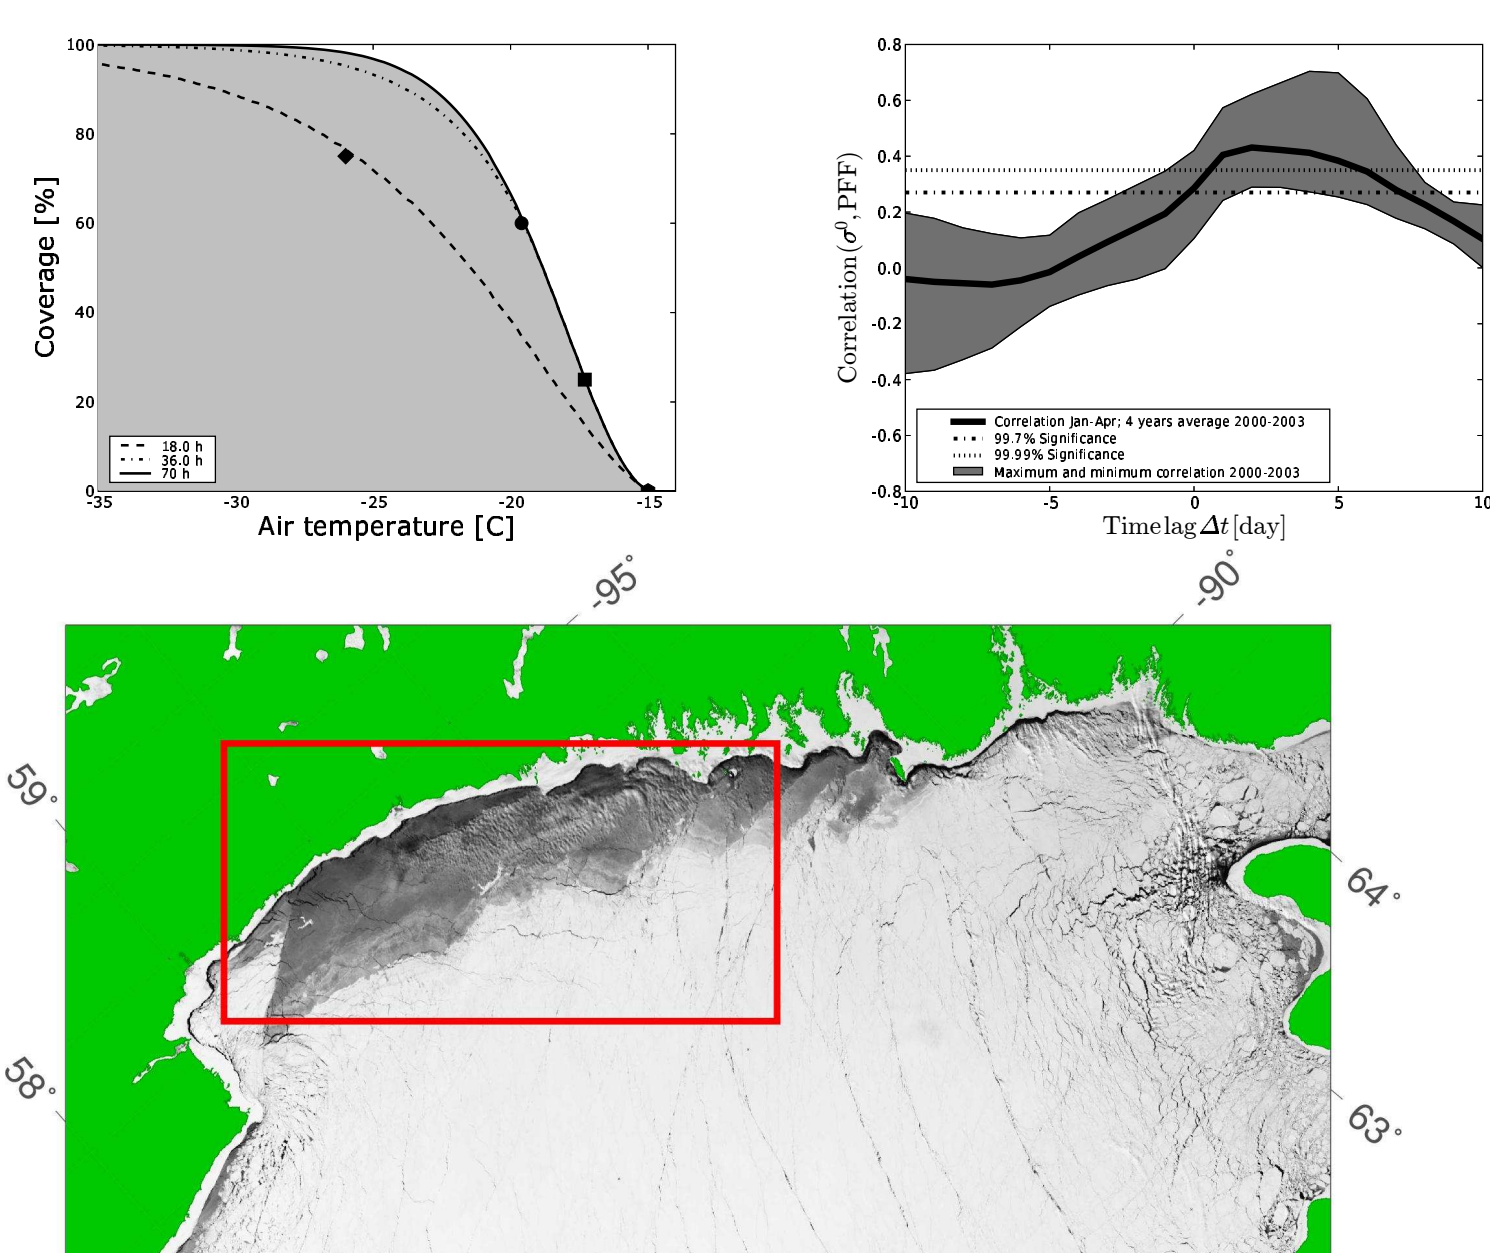 100
80
60
40
20
0
-35
-30
-25
-20
-15
Coverage [%]
Air temperature [C]
18.0 h
36.0 h
70 h
0.8
0.6
0.4
0.2
0.0
-0.2
-0.4
-0.6
-0.8
-10
-5
0
5
10
Correlation(σ⁰,PFF)
Time lag Δt [day]
Correlation Jan-Apr; 4 years average 2000-2003
99.7% Significance
99.99% Significance
Maximum and minimum correlation 2000-2003
-95°
-90°
59°
64°
58°
63°